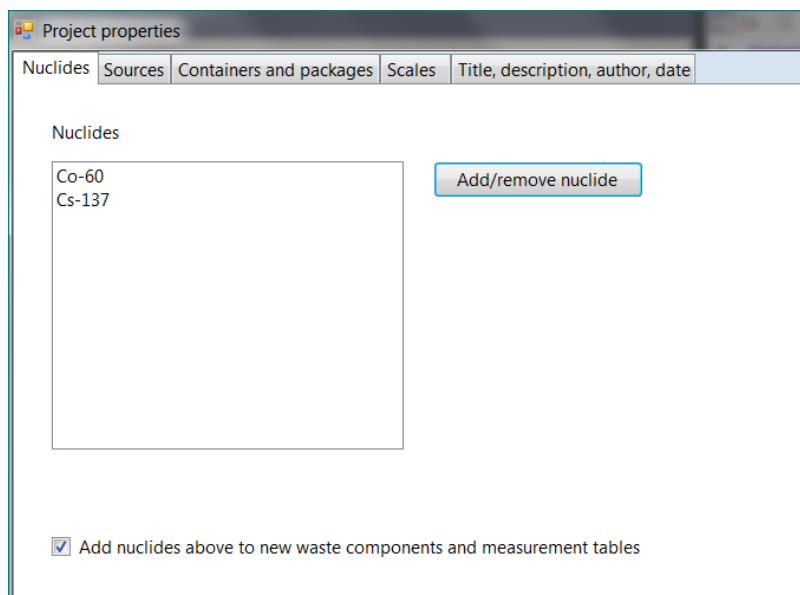 Project properties
Nuclides Sources Containers and packages Scales Title, description, author, date
Nuclides
Co-60
Add/remove nuclide
Cs-137
Add nuclides above to new waste components and measurement tables